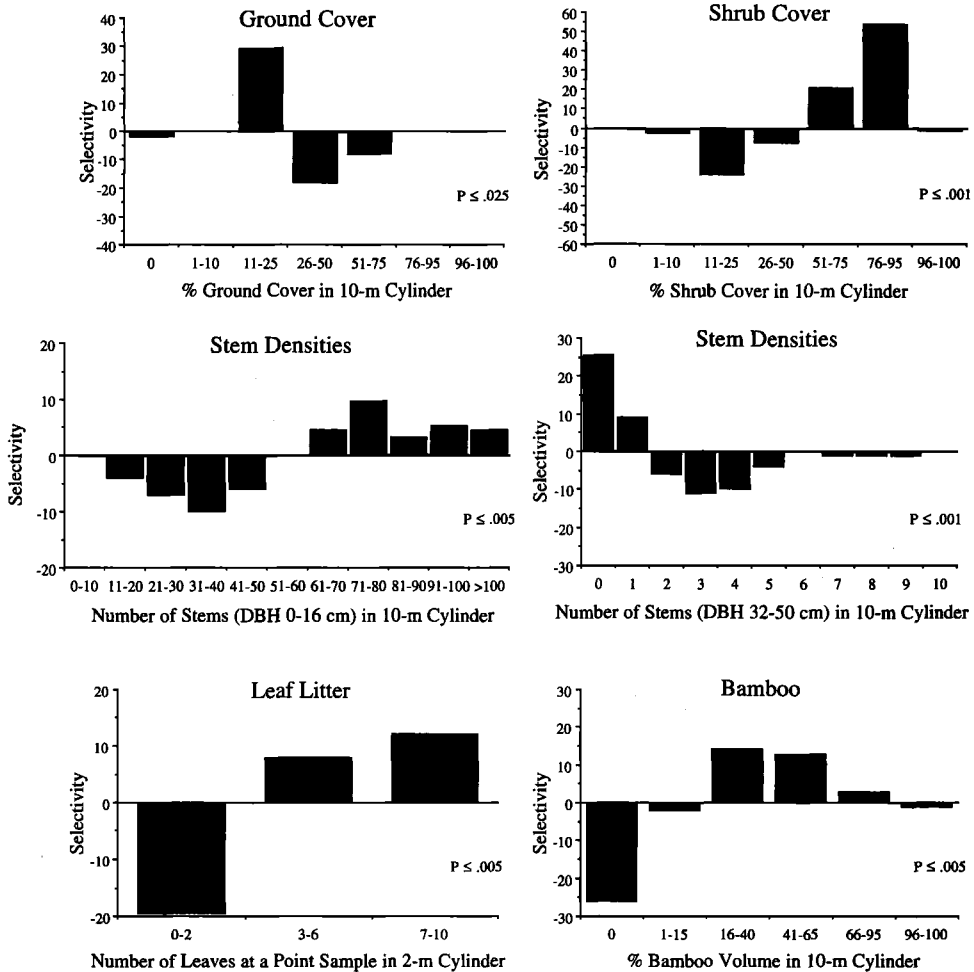 Ground Cover
Selectivity
40
30
20
10
0
-10
-20
-30
-40
P ≤ .025
0 1-10 11-25 26-50 51-75 76-95 96-100
% Ground Cover in 10-m Cylinder
Shrub Cover
Selectivity
60
50
40
30
20
10
0
-10
-20
-30
-40
-50
-60
P ≤ .001
0 1-10 11-25 26-50 51-75 76-95 96-100
% Shrub Cover in 10-m Cylinder
Stem Densities
Selectivity
20
10
0
-10
-20
P ≤ .005
0-10 11-20 21-30 31-40 41-50 51-60 61-70 71-80 81-90 91-100 >100
Number of Stems (DBH 0-16 cm) in 10-m Cylinder
Stem Densities
Selectivity
30
20
10
0
-10
-20
-30
P ≤ .001
0 1 2 3 4 5 6 7 8 9 10
Number of Stems (DBH 32-50 cm) in 10-m Cylinder
Leaf Litter
Selectivity
20
10
0
-10
-20
P ≤ .005
0-2 3-6 7-10
Number of Leaves at a Point Sample in 2-m Cylinder
Bamboo
Selectivity
30
20
10
0
-10
-20
-30
P ≤ .005
0 1-15 16-40 41-65 66-95 96-100
% Bamboo Volume in 10-m Cylinder